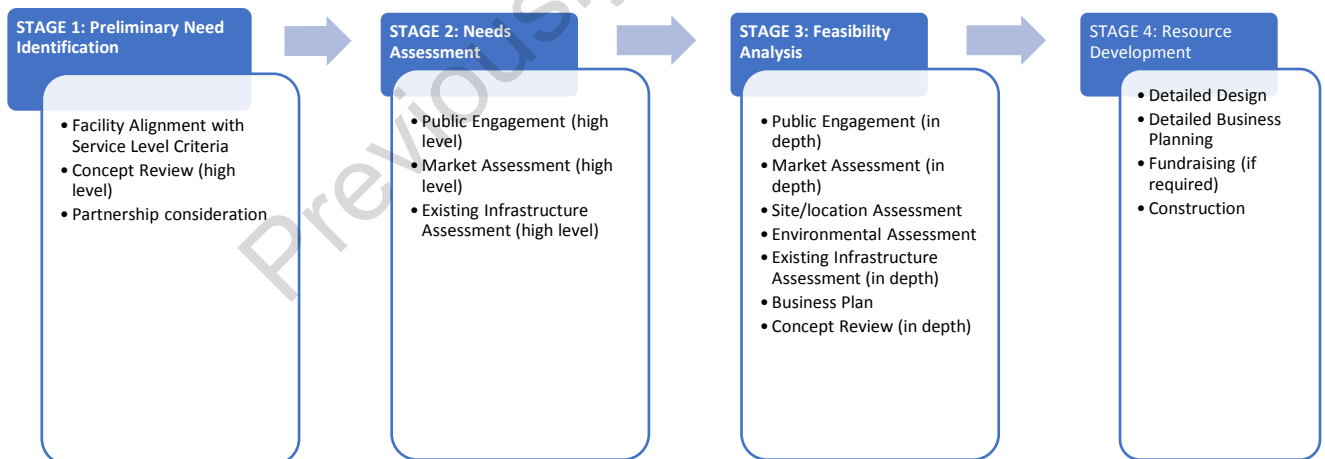 STAGE 1: Preliminary Need
Identification
• Facility Alignment with
Service Level Criteria
• Concept Review (high
level)
• Partnership consideration
STAGE 2: Needs
Assessment
• Public Engagement (high
level)
• Market Assessment (high
level)
• Existing Infrastructure
Assessment (high level)
STAGE 3: Feasibility
Analysis
• Public Engagement (in
depth)
• Market Assessment (in
depth)
• Site/location Assessment
• Environmental Assessment
• Existing Infrastructure
Assessment (in depth)
• Business Plan
• Concept Review (in depth)
STAGE 4: Resource
Development
• Detailed Design
• Detailed Business
Planning
• Fundraising (if
required)
• Construction
Previously